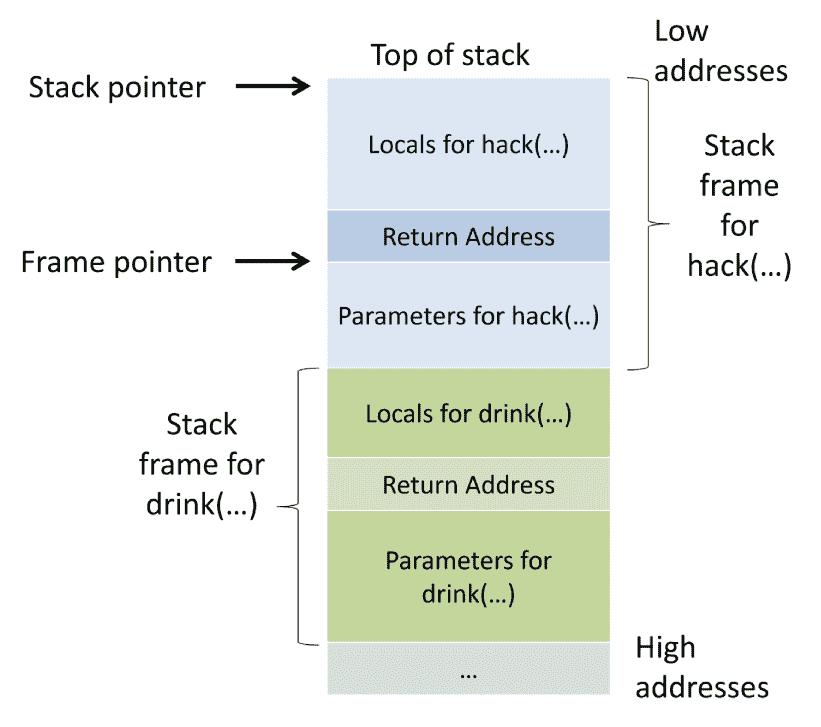 Low
addresses
Top of stack
Stack pointer
Locals for hack(...)
Stack
frame
for
hack(...)
Return Address
Frame pointer
Parameters for hack(...)
Locals for drink(...)
Stack
frame for
drink(...)
Return Address
Parameters for
drink(...)
High
addresses
...